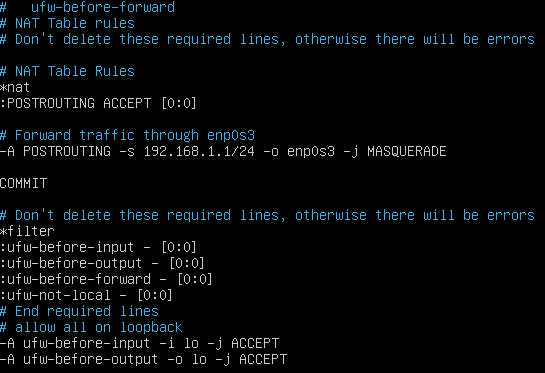 #   ufw-before-forward
# NAT Table rules
# Don't delete these required lines, otherwise there will be errors
# NAT Table Rules
*nat
:POSTROUTING ACCEPT [0:0]
# Forward traffic through enp0s3
-A POSTROUTING -s 192.168.1.1/24 -o enp0s3 -j MASQUERADE
COMMIT
# Don't delete these required lines, otherwise there will be errors
*filter
:ufw-before-input - [0:0]
:ufw-before-output - [0:0]
:ufw-before-forward - [0:0]
:ufw-not-local - [0:0]
# End required lines
# allow all on loopback
-A ufw-before-input -i lo -j ACCEPT
-A ufw-before-output -o lo -j ACCEPT